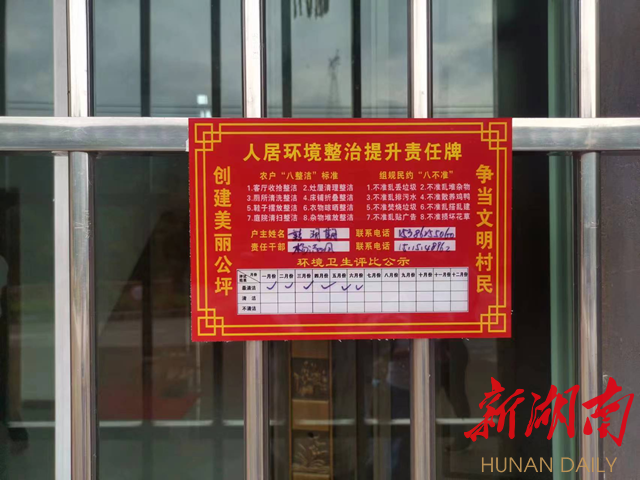 人居环境整治提升责任牌
创建美丽公坪
争当文明村民
农户“八整洁”标准
1.客厅收捡整洁 2.灶屋清理整洁
3.厕所清洗整洁 4.床铺折叠整洁
5.鞋子摆放整洁 6.衣物晾晒整洁
7.庭院清扫整洁 8.杂物堆放整洁
组规民约“八不准”
1.不准乱丢垃圾 2.不准乱堆杂物
3.不准乱排污水 4.不准散养鸡鸭
5.不准焚烧垃圾 6.不准乱搭乱建
7.不准乱贴广告 8.不准损坏花草
户主姓名 联系电话
责任干部 联系电话
环境卫生评比公示
一月份 二月份 三月份 四月份 五月份 六月份 七月份 八月份 九月份 十月份 十一月份 十二月份
最清洁 ✓ ✓ ✓ ✓ ✓ ✓
清洁
不清洁
新湖南
HUNAN DAILY